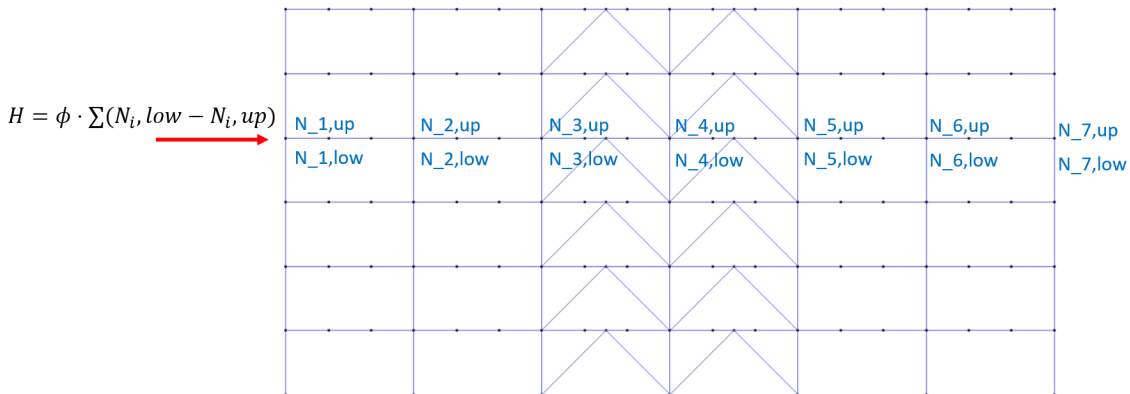 H = ϕ · ∑(N_i, low − N_i, up)
N_1,up N_2,up N_3,up N_4,up N_5,up N_6,up N_7,up
N_1,low N_2,low N_3,low N_4,low N_5,low N_6,low N_7,low